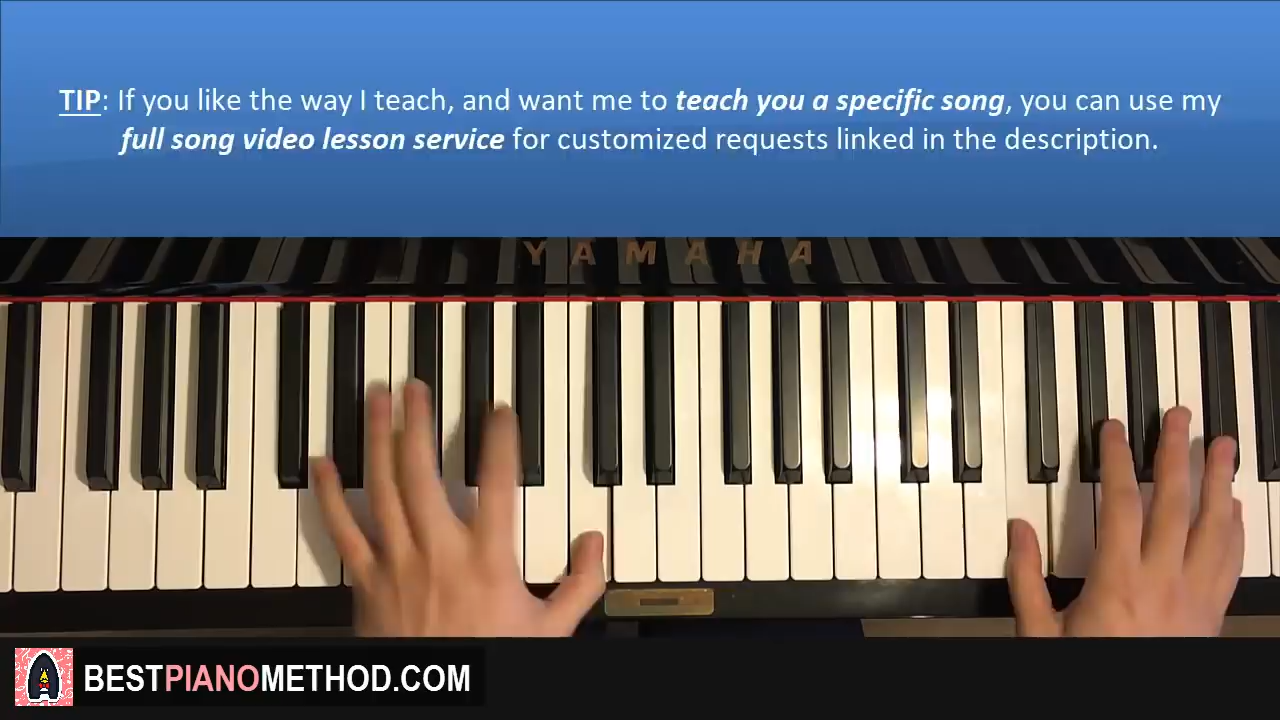 TIP: If you like the way I teach, and want me to teach you a specific song, you can use my
full song video lesson service for customized requests linked in the description.
YAMAHA
BESTPIANOMETHOD.COM